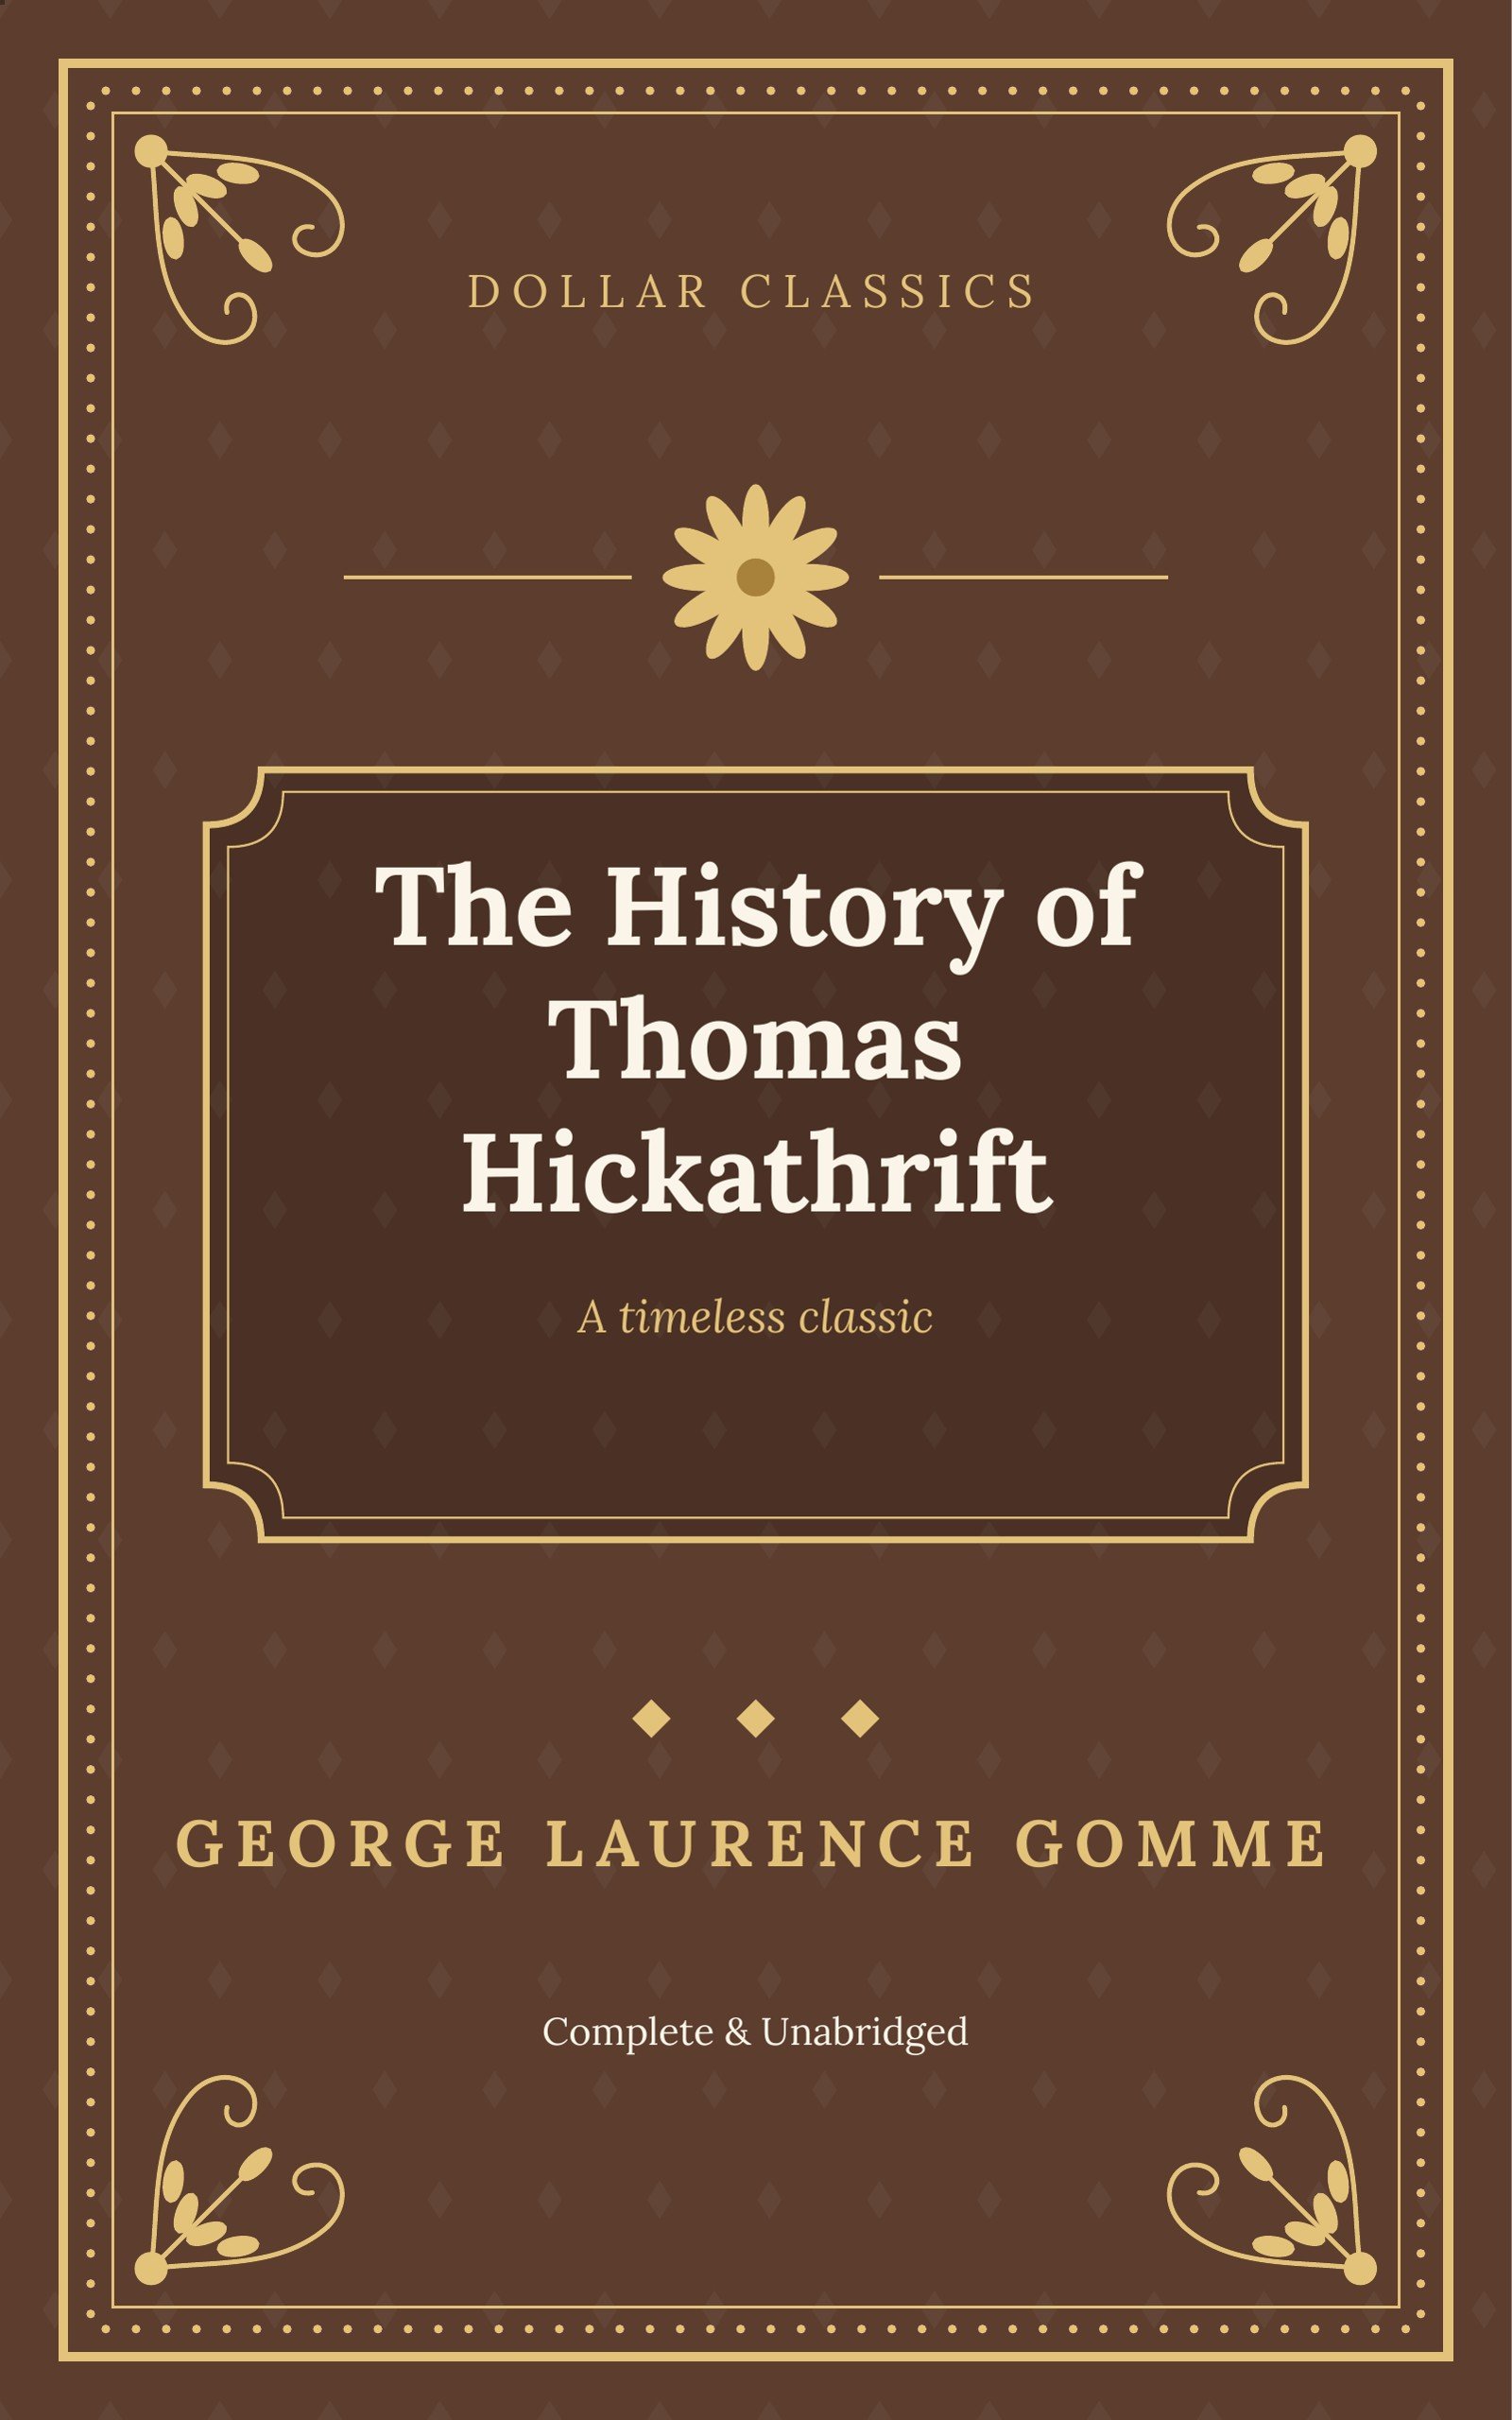 DOLLAR CLASSICS
The History of
Thomas
Hickathrift
A timeless classic
GEORGE LAURENCE GOMME
Complete & Unabridged